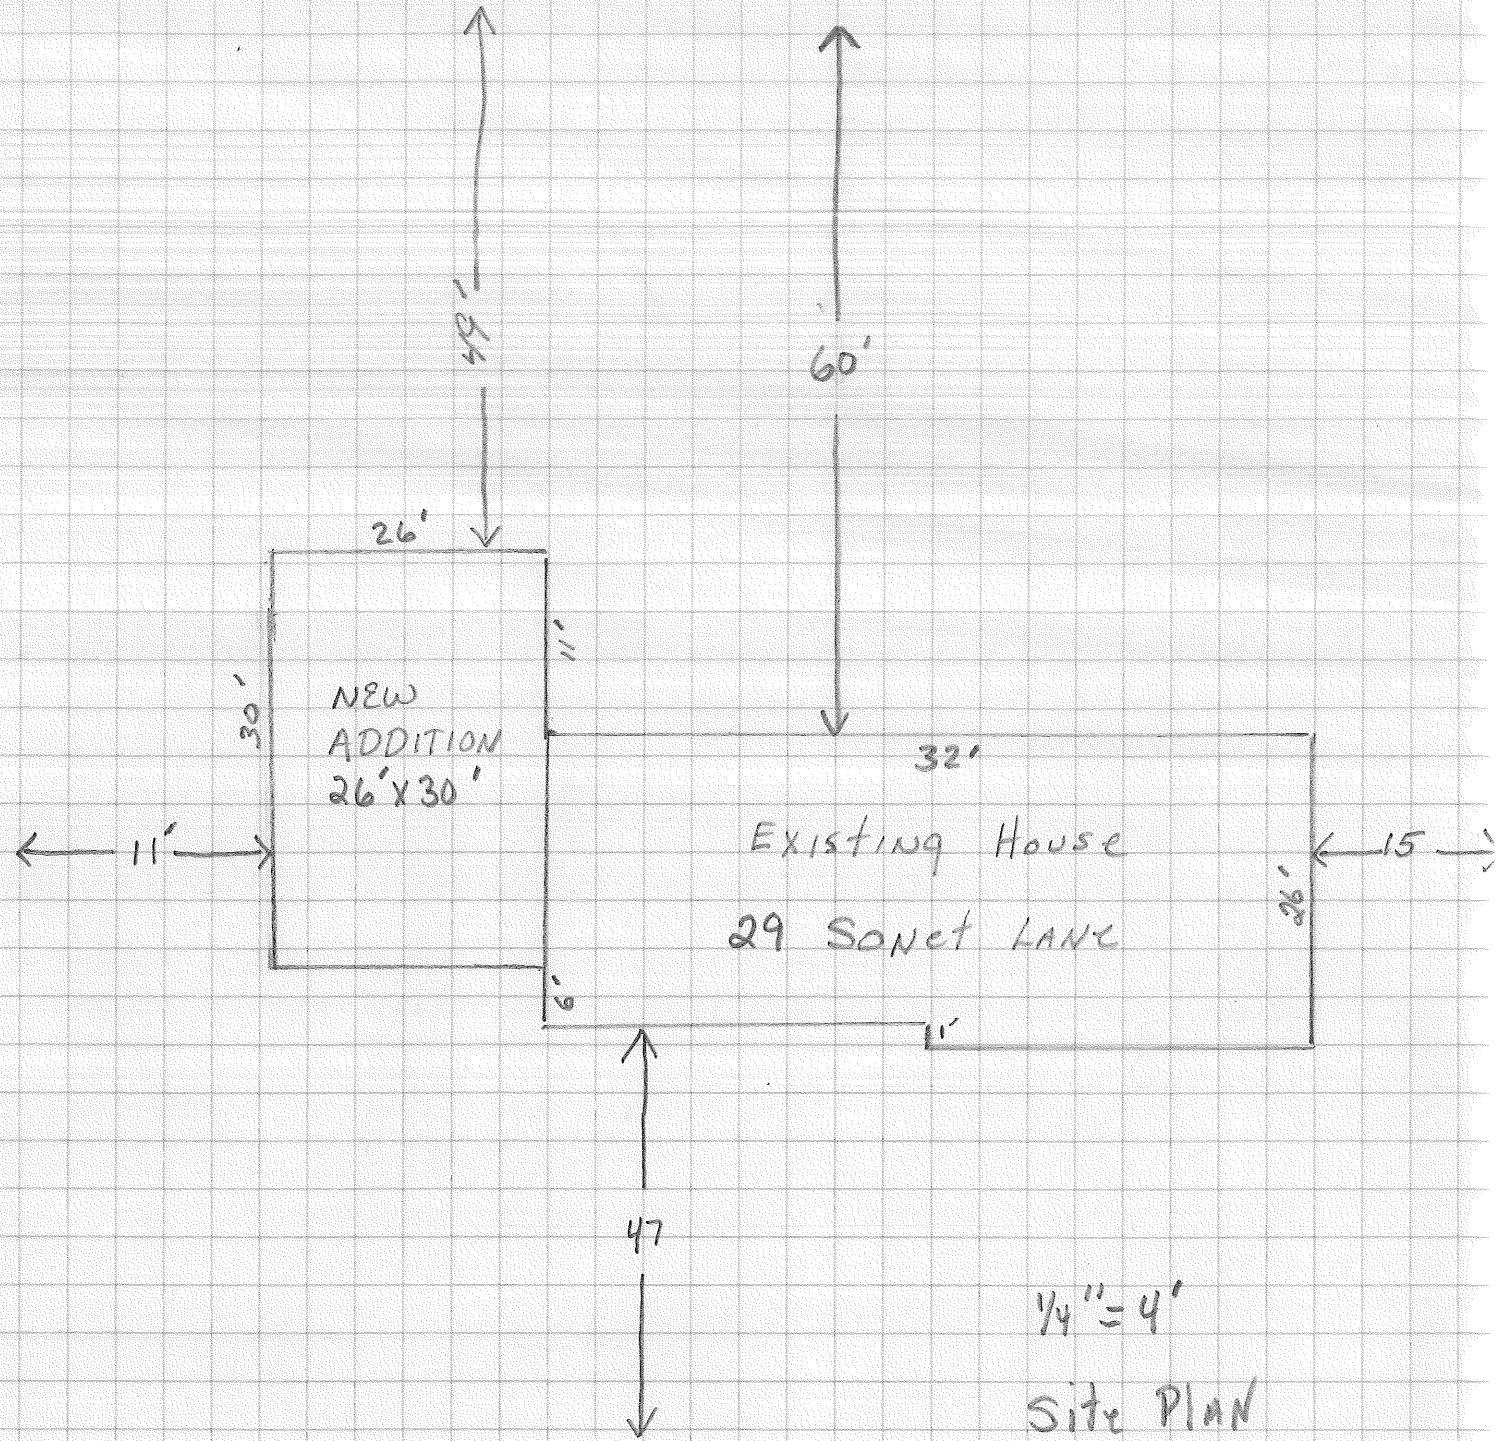 49'
60'
26'
11'
30'
NEW
ADDITION
26'X30'
32'
11'
Existing House
15
26'
29 Sonet Lane
6'
1'
47
1/4"=4'
Site Plan